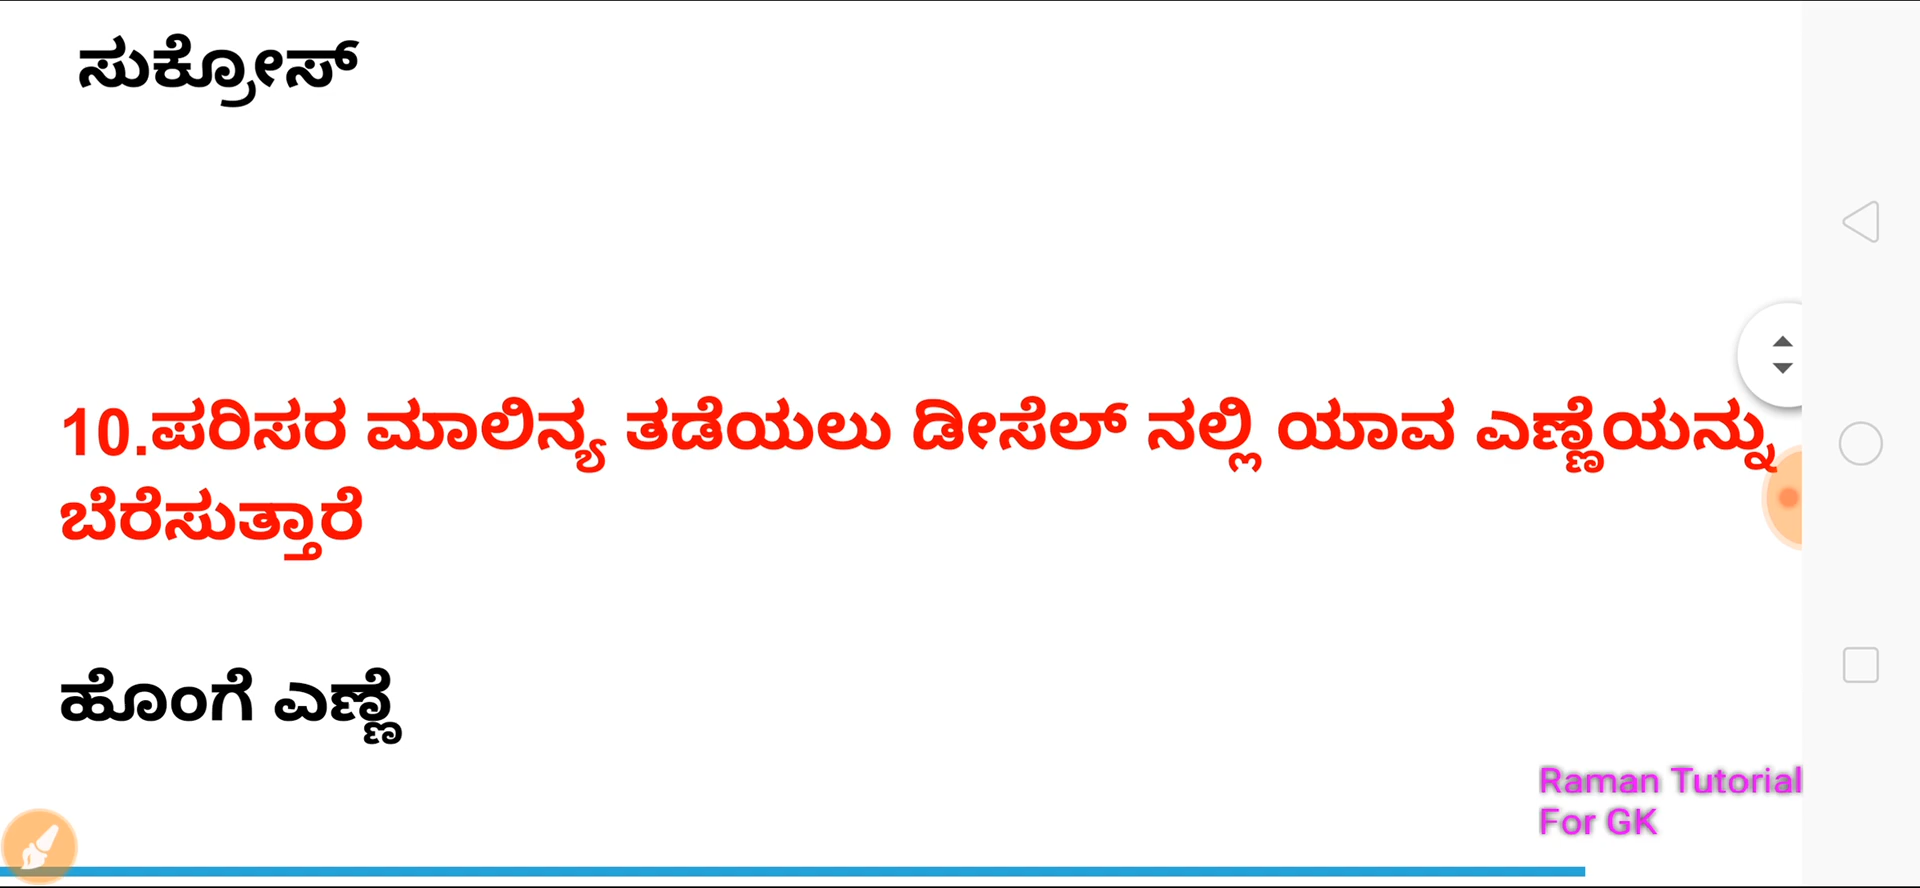 ಸುಕ್ರೋಸ್
10.ಪರಿಸರ ಮಾಲಿನ್ಯ ತಡೆಯಲು ಡೀಸೆಲ್ ನಲ್ಲಿ ಯಾವ ಎಣ್ಣೆಯನ್ನು
ಬೆರೆಸುತ್ತಾರೆ
ಹೊಂಗೆ ಎಣ್ಣೆ
Raman Tutorial
For GK